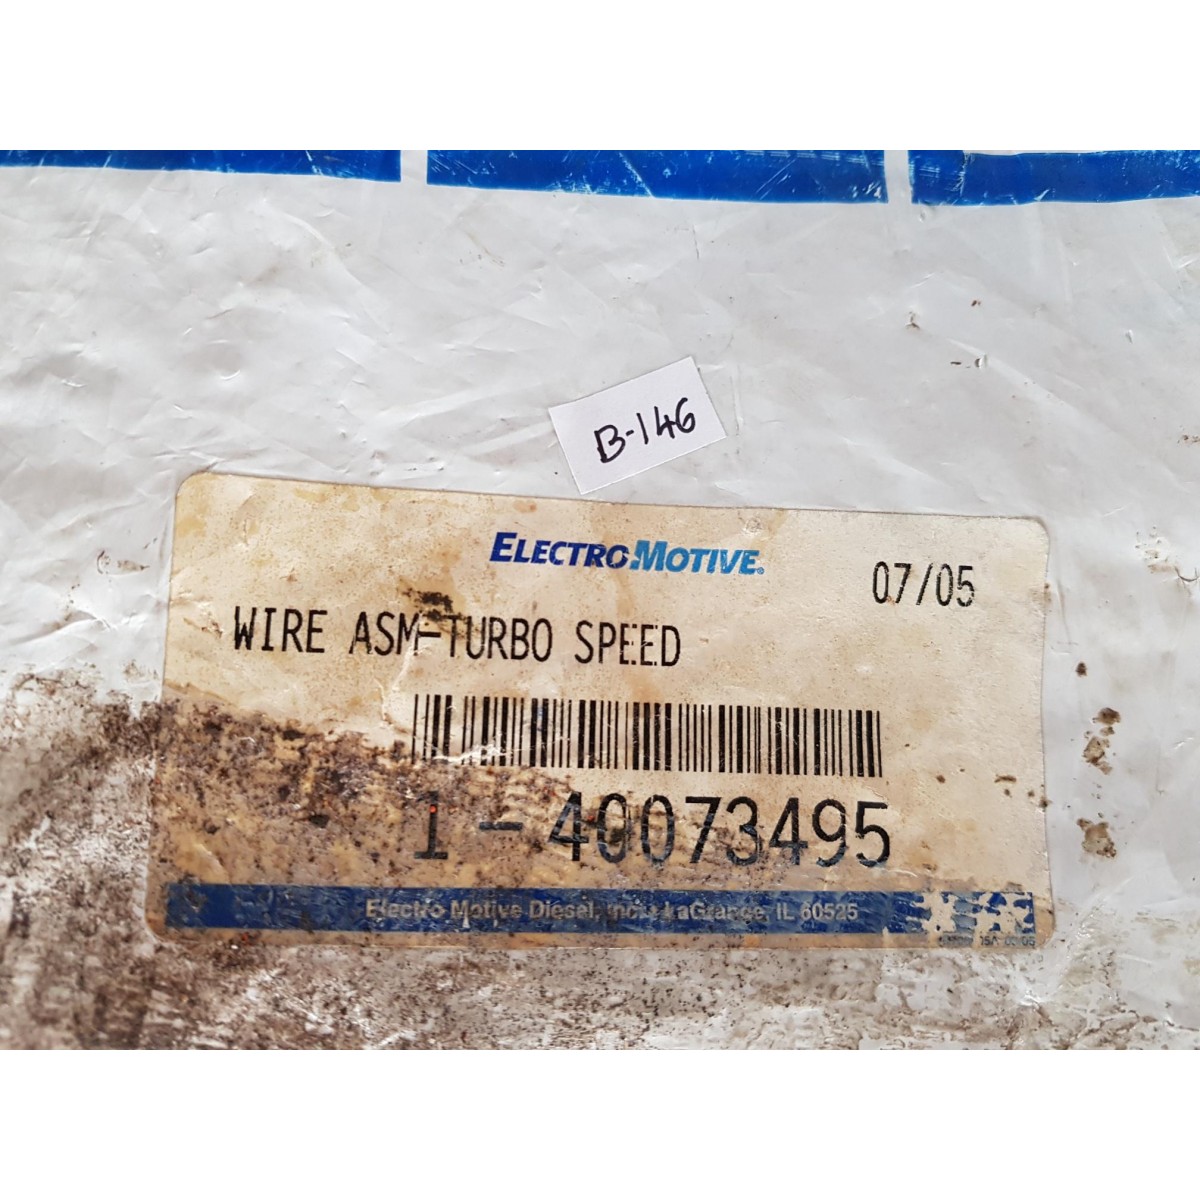 B-146
ELECTRO-MOTIVE®
07/05
WIRE ASM-TURBO SPEED
1-40073495
Electro Motive Diesel, Inc. LaGrange, IL 60525